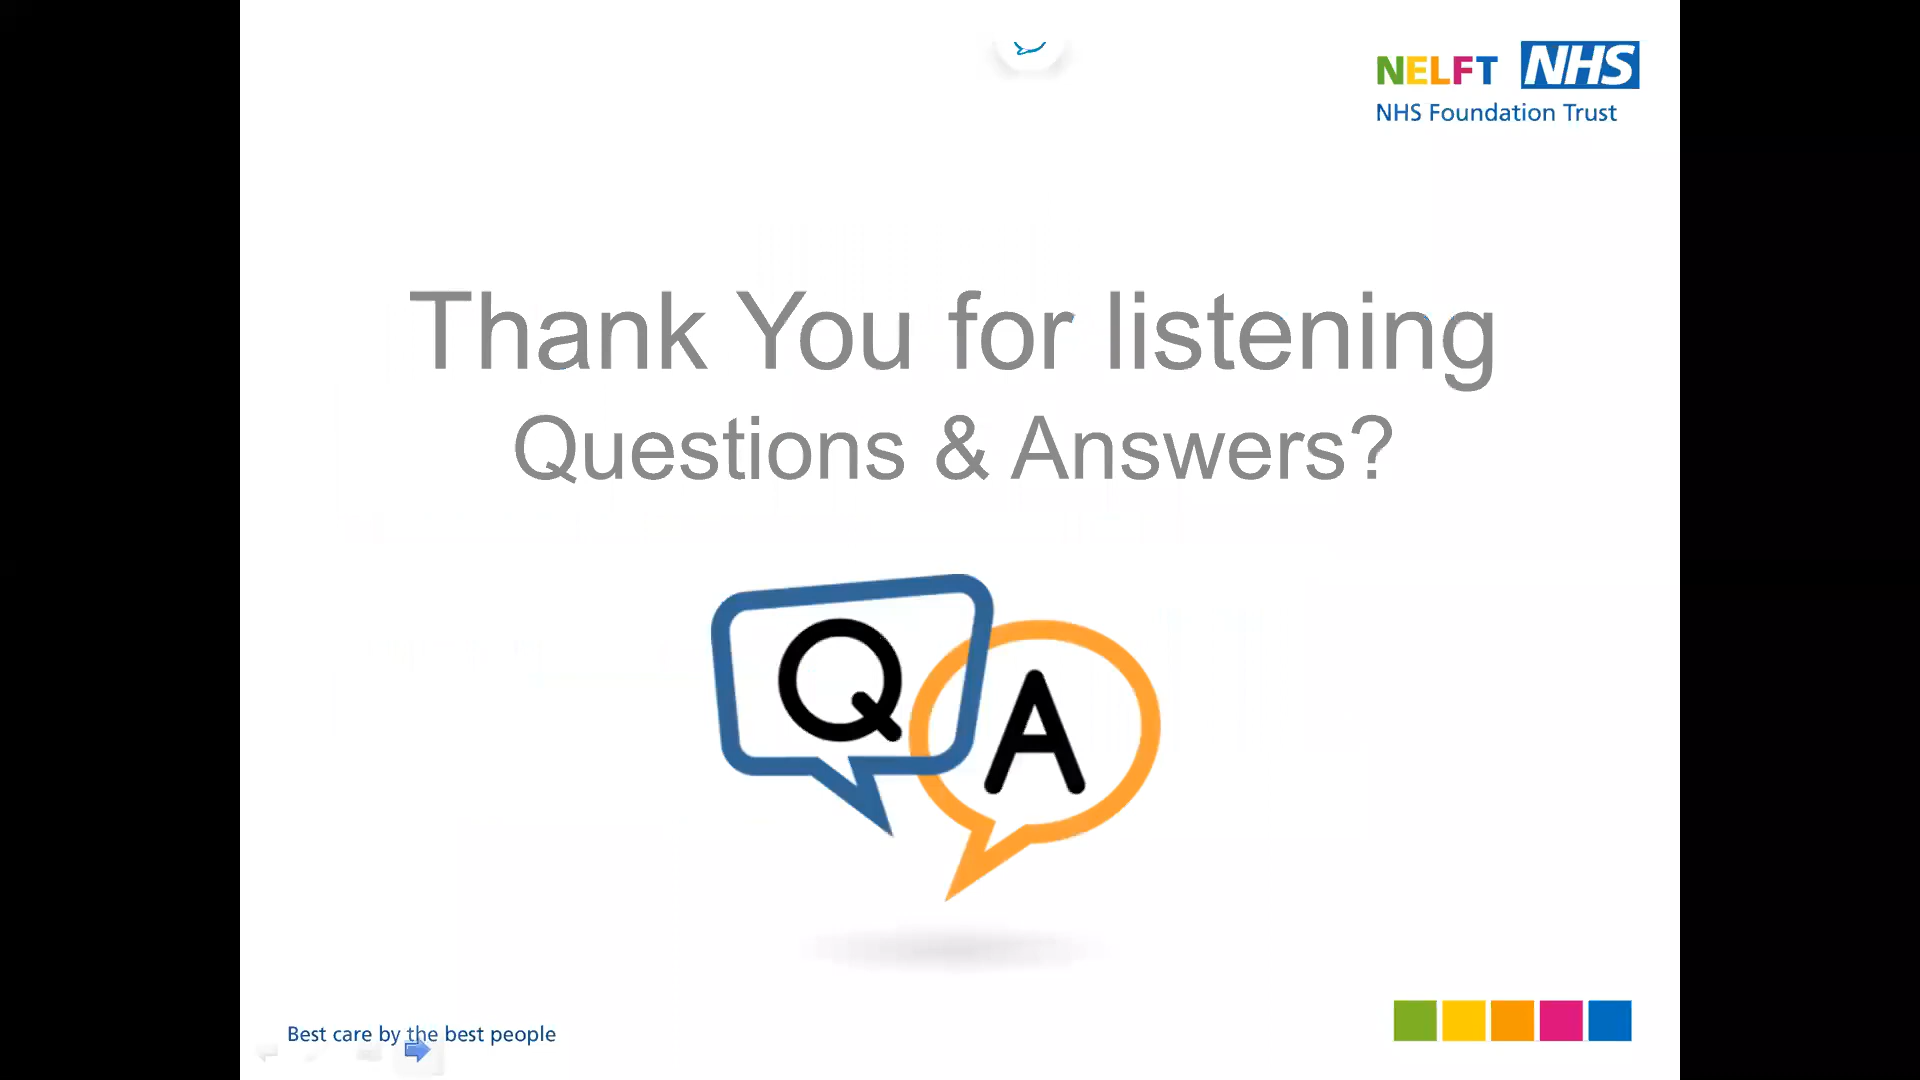 NELFT NHS
NHS Foundation Trust
Thank You for listening
Questions & Answers?
Q
A
Best care by the best people